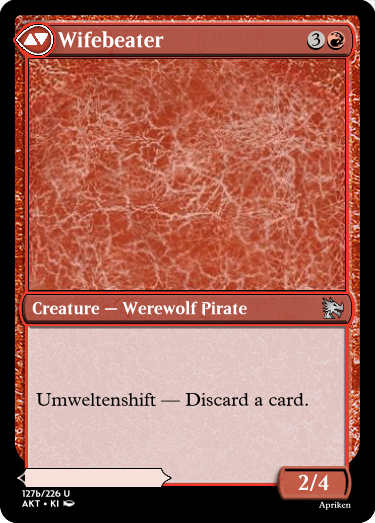 Wifebeater 3
Creature — Werewolf Pirate
Umweltenshift — Discard a card.
2/4
127b/226 U
AKT • KI
Apriken